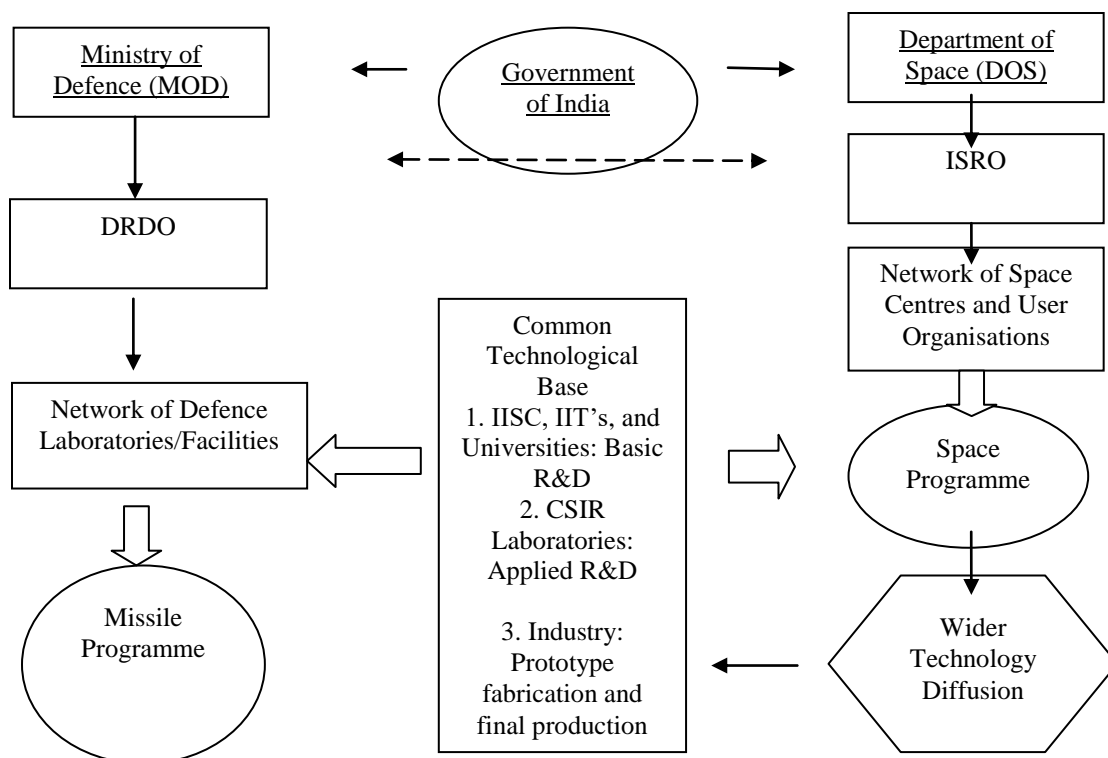 Ministry of
Defence (MOD)
Government
of India
Department of
Space (DOS)
DRDO
ISRO
Network of Space
Centres and User
Organisations
Network of Defence
Laboratories/Facilities
Common
Technological
Base
1. IISC, IIT’s, and
Universities: Basic
R&D
2. CSIR
Laboratories:
Applied R&D
3. Industry:
Prototype
fabrication and
final production
Space
Programme
Missile
Programme
Wider
Technology
Diffusion